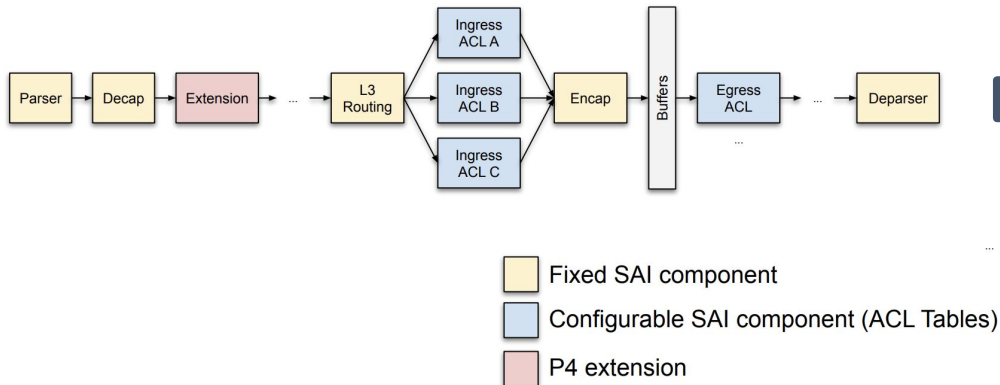 Parser
Decap
Extension
...
L3
Routing
Ingress
ACL A
Ingress
ACL B
Ingress
ACL C
Encap
Buffers
Egress
ACL
...
...
Deparser
...
Fixed SAI component
Configurable SAI component (ACL Tables)
P4 extension